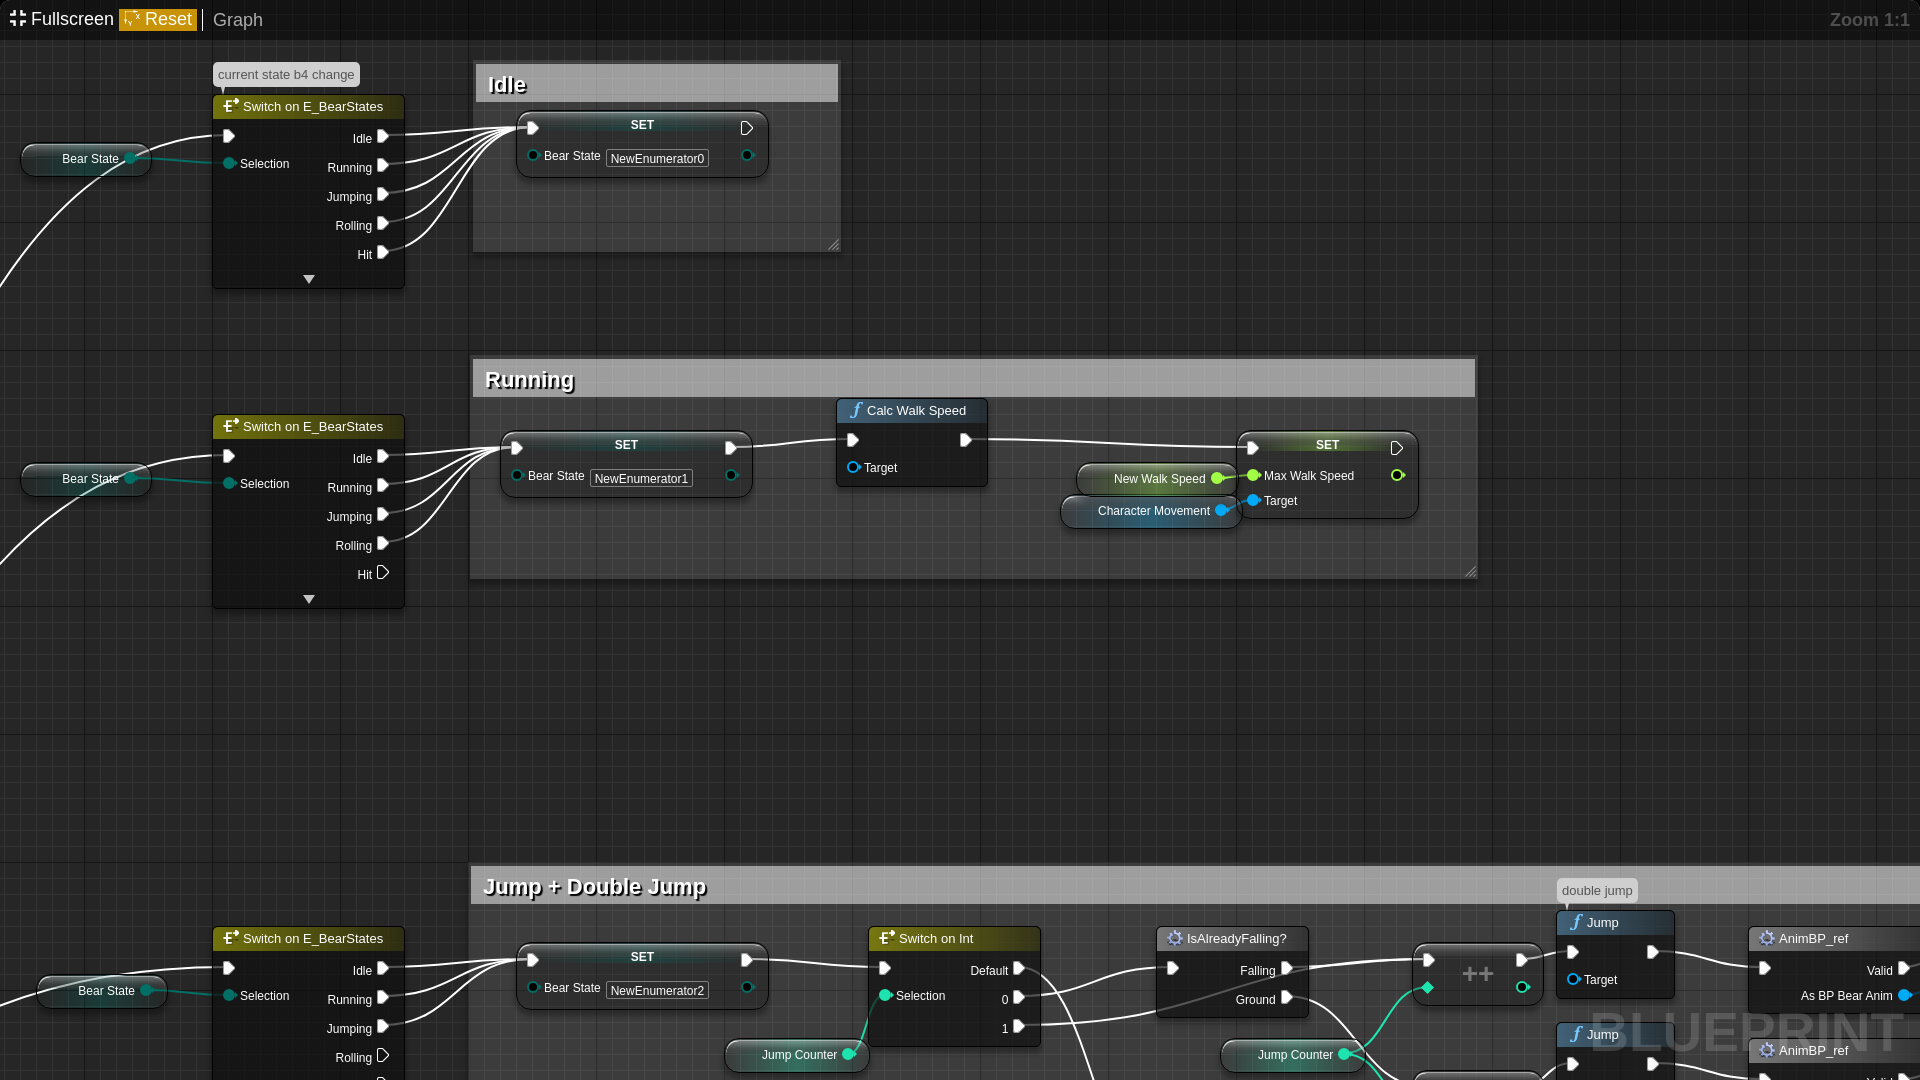 Fullscreen Reset Graph Zoom 1:1
current state b4 change
Switch on E_BearStates
Bear State
Selection
Idle
Running
Jumping
Rolling
Hit
Idle
SET
Bear State NewEnumerator0
Switch on E_BearStates
Bear State
Selection
Idle
Running
Jumping
Rolling
Hit
Running
SET
Bear State NewEnumerator1
Calc Walk Speed
Target
New Walk Speed
Character Movement
SET
Max Walk Speed
Target
Switch on E_BearStates
Bear State
Selection
Idle
Running
Jumping
Rolling
Jump + Double Jump
SET
Bear State NewEnumerator2
Jump Counter
Switch on Int
Selection
Default
0
1
IsAlreadyFalling?
Falling
Ground
Jump Counter
++
double jump
Jump
Target
AnimBP_ref
Valid
As BP Bear Anim
Jump
AnimBP_ref
BLUEPRINT